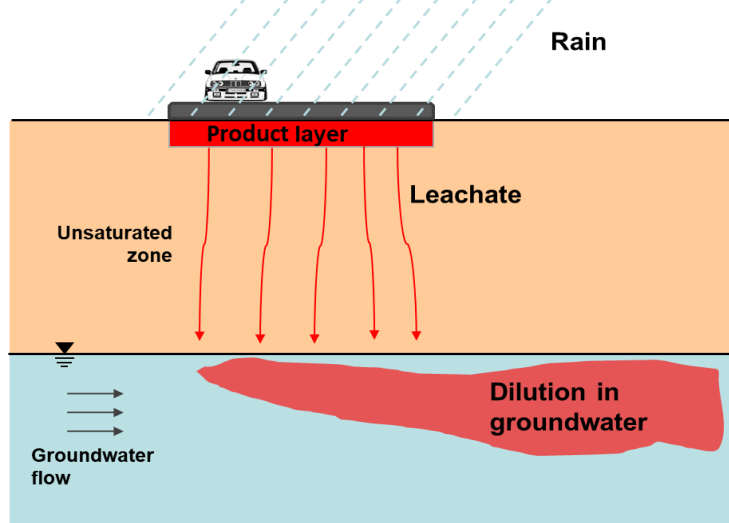 Rain
Product layer
Leachate
Unsaturated
zone
Dilution in
groundwater
Groundwater
flow